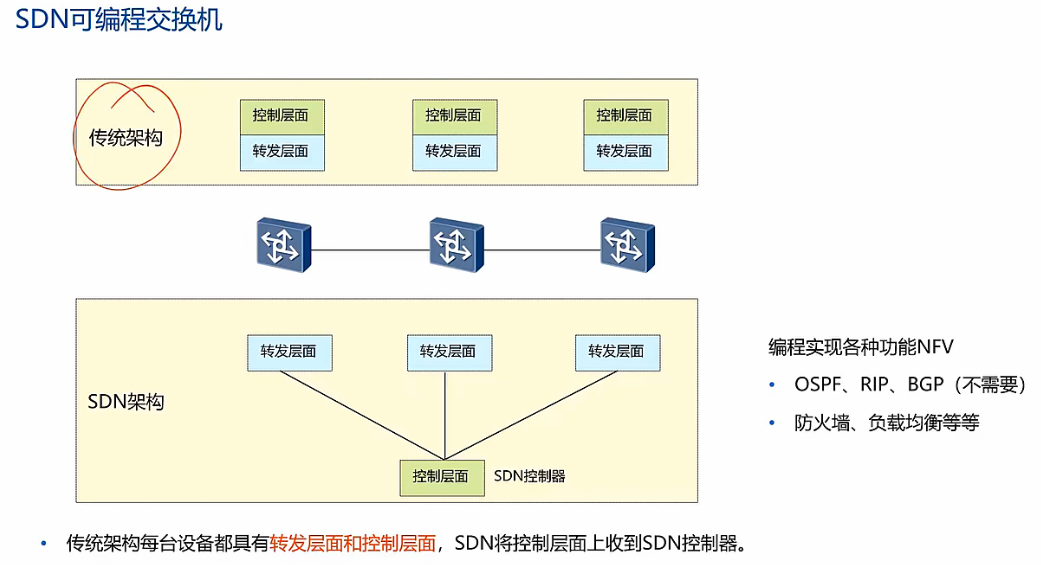 SDN可编程交换机
传统架构
控制层面
转发层面
控制层面
转发层面
控制层面
转发层面
SDN架构
转发层面
转发层面
转发层面
控制层面
SDN控制器
编程实现各种功能NFV
• OSPF、RIP、BGP（不需要）
• 防火墙、负载均衡等等
• 传统架构每台设备都具有转发层面和控制层面，SDN将控制层面上收到SDN控制器。